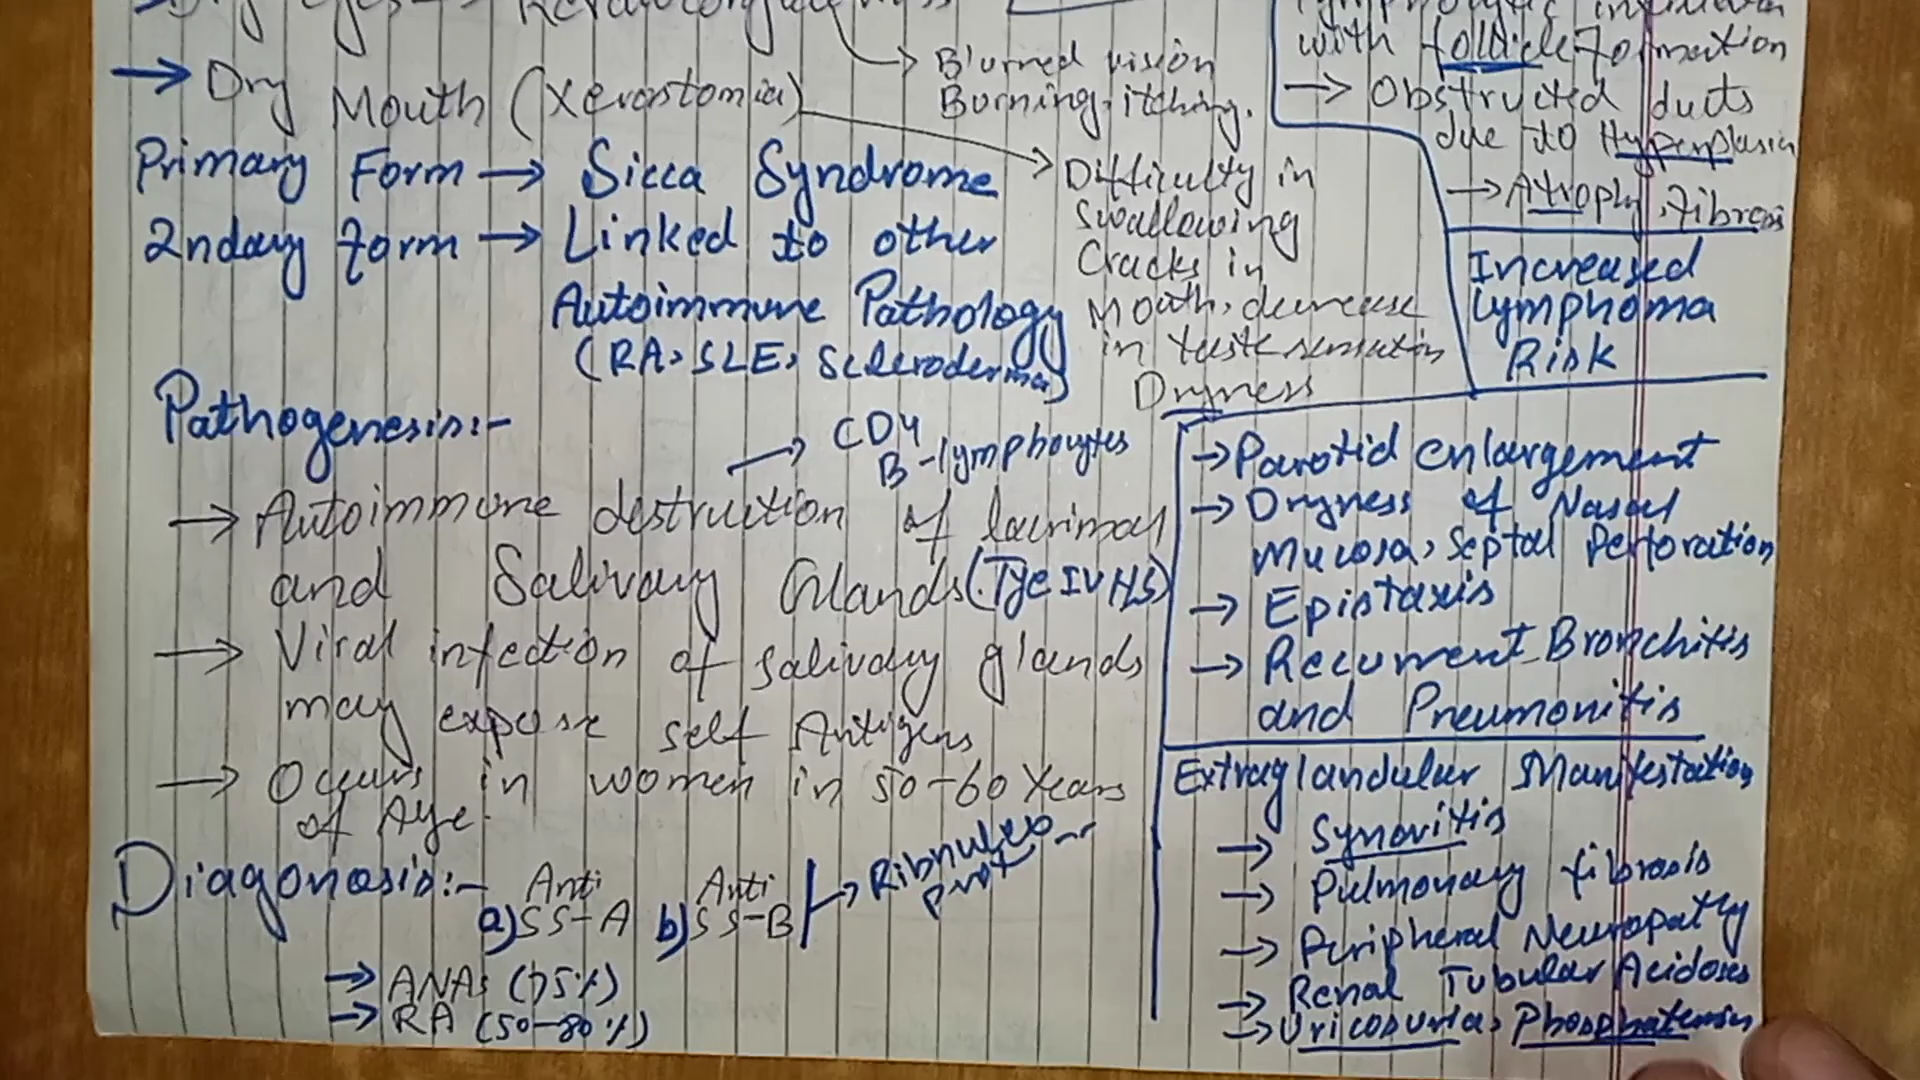 → Dry Mouth (Xerostomia)
→ Blurred vision
Burning, itching.
→ Difficulty in
Swallowing
Cracks in
Mouth, decrease
in taste sensation
Dryness
Primary Form → Sicca Syndrome
2nday form → Linked to other
Autoimmune Pathology
(RA, SLE, Scleroderma)
Pathogenesis:-
→ CD4
B-lymphocytes
→ Autoimmune destruction of lacrimal
and Salivary Glands (Type IV HS)
→ Viral infection of salivary glands
may expose self Antigens
→ Occurs in women in 50-60 Years
of Age.
Diagonosis:-
a) Anti SS-A b) Anti SS-B
→ Ribnuleo
prot
→ ANAs (75%)
→ RA (50-80%)
with follicle formation
→ Obstructed ducts
due to Hyperplasia
→ Atrophy, fibrosis
Increased
Lymphoma
Risk
→ Parotid enlargement
→ Dryness of Nasal
Mucosa, Septal Perforation
→ Epistaxis
→ Recurrent Bronchitis
and Pneumonitis
Extraglandular Manifestation
→ Synovitis
→ Pulmonary fibrosis
→ Peripheral Neuropathy
→ Renal Tubular Acidosis